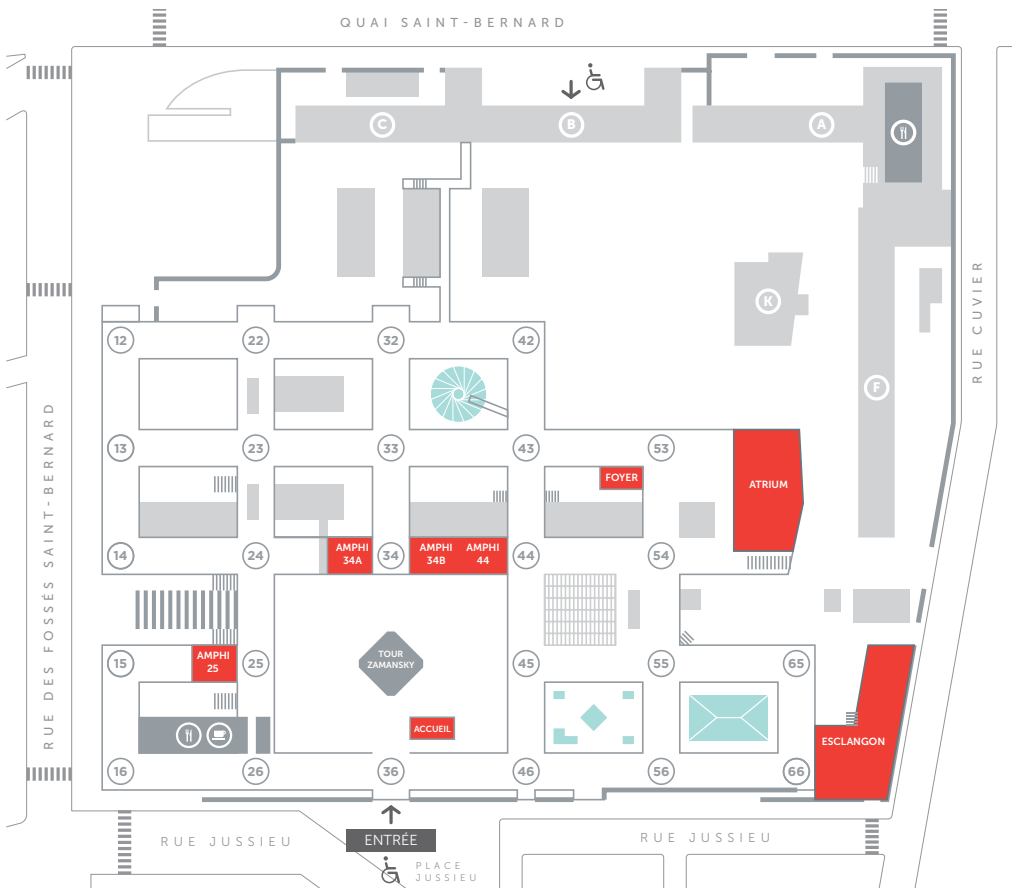 QUAI SAINT-BERNARD
C
B
A
K
RUE CUVIER
12
22
32
42
F
RUE DES FOSSÉS SAINT-BERNARD
13
23
33
43
53
FOYER
ATRIUM
14
24
AMPHI
34A
34
AMPHI
34B
AMPHI
44
44
54
15
AMPHI
25
25
TOUR
ZAMANSKY
45
55
65
ACCUEIL
ESCLANGON
16
26
36
46
56
66
RUE JUSSIEU
ENTRÉE
RUE JUSSIEU
PLACE
JUSSIEU